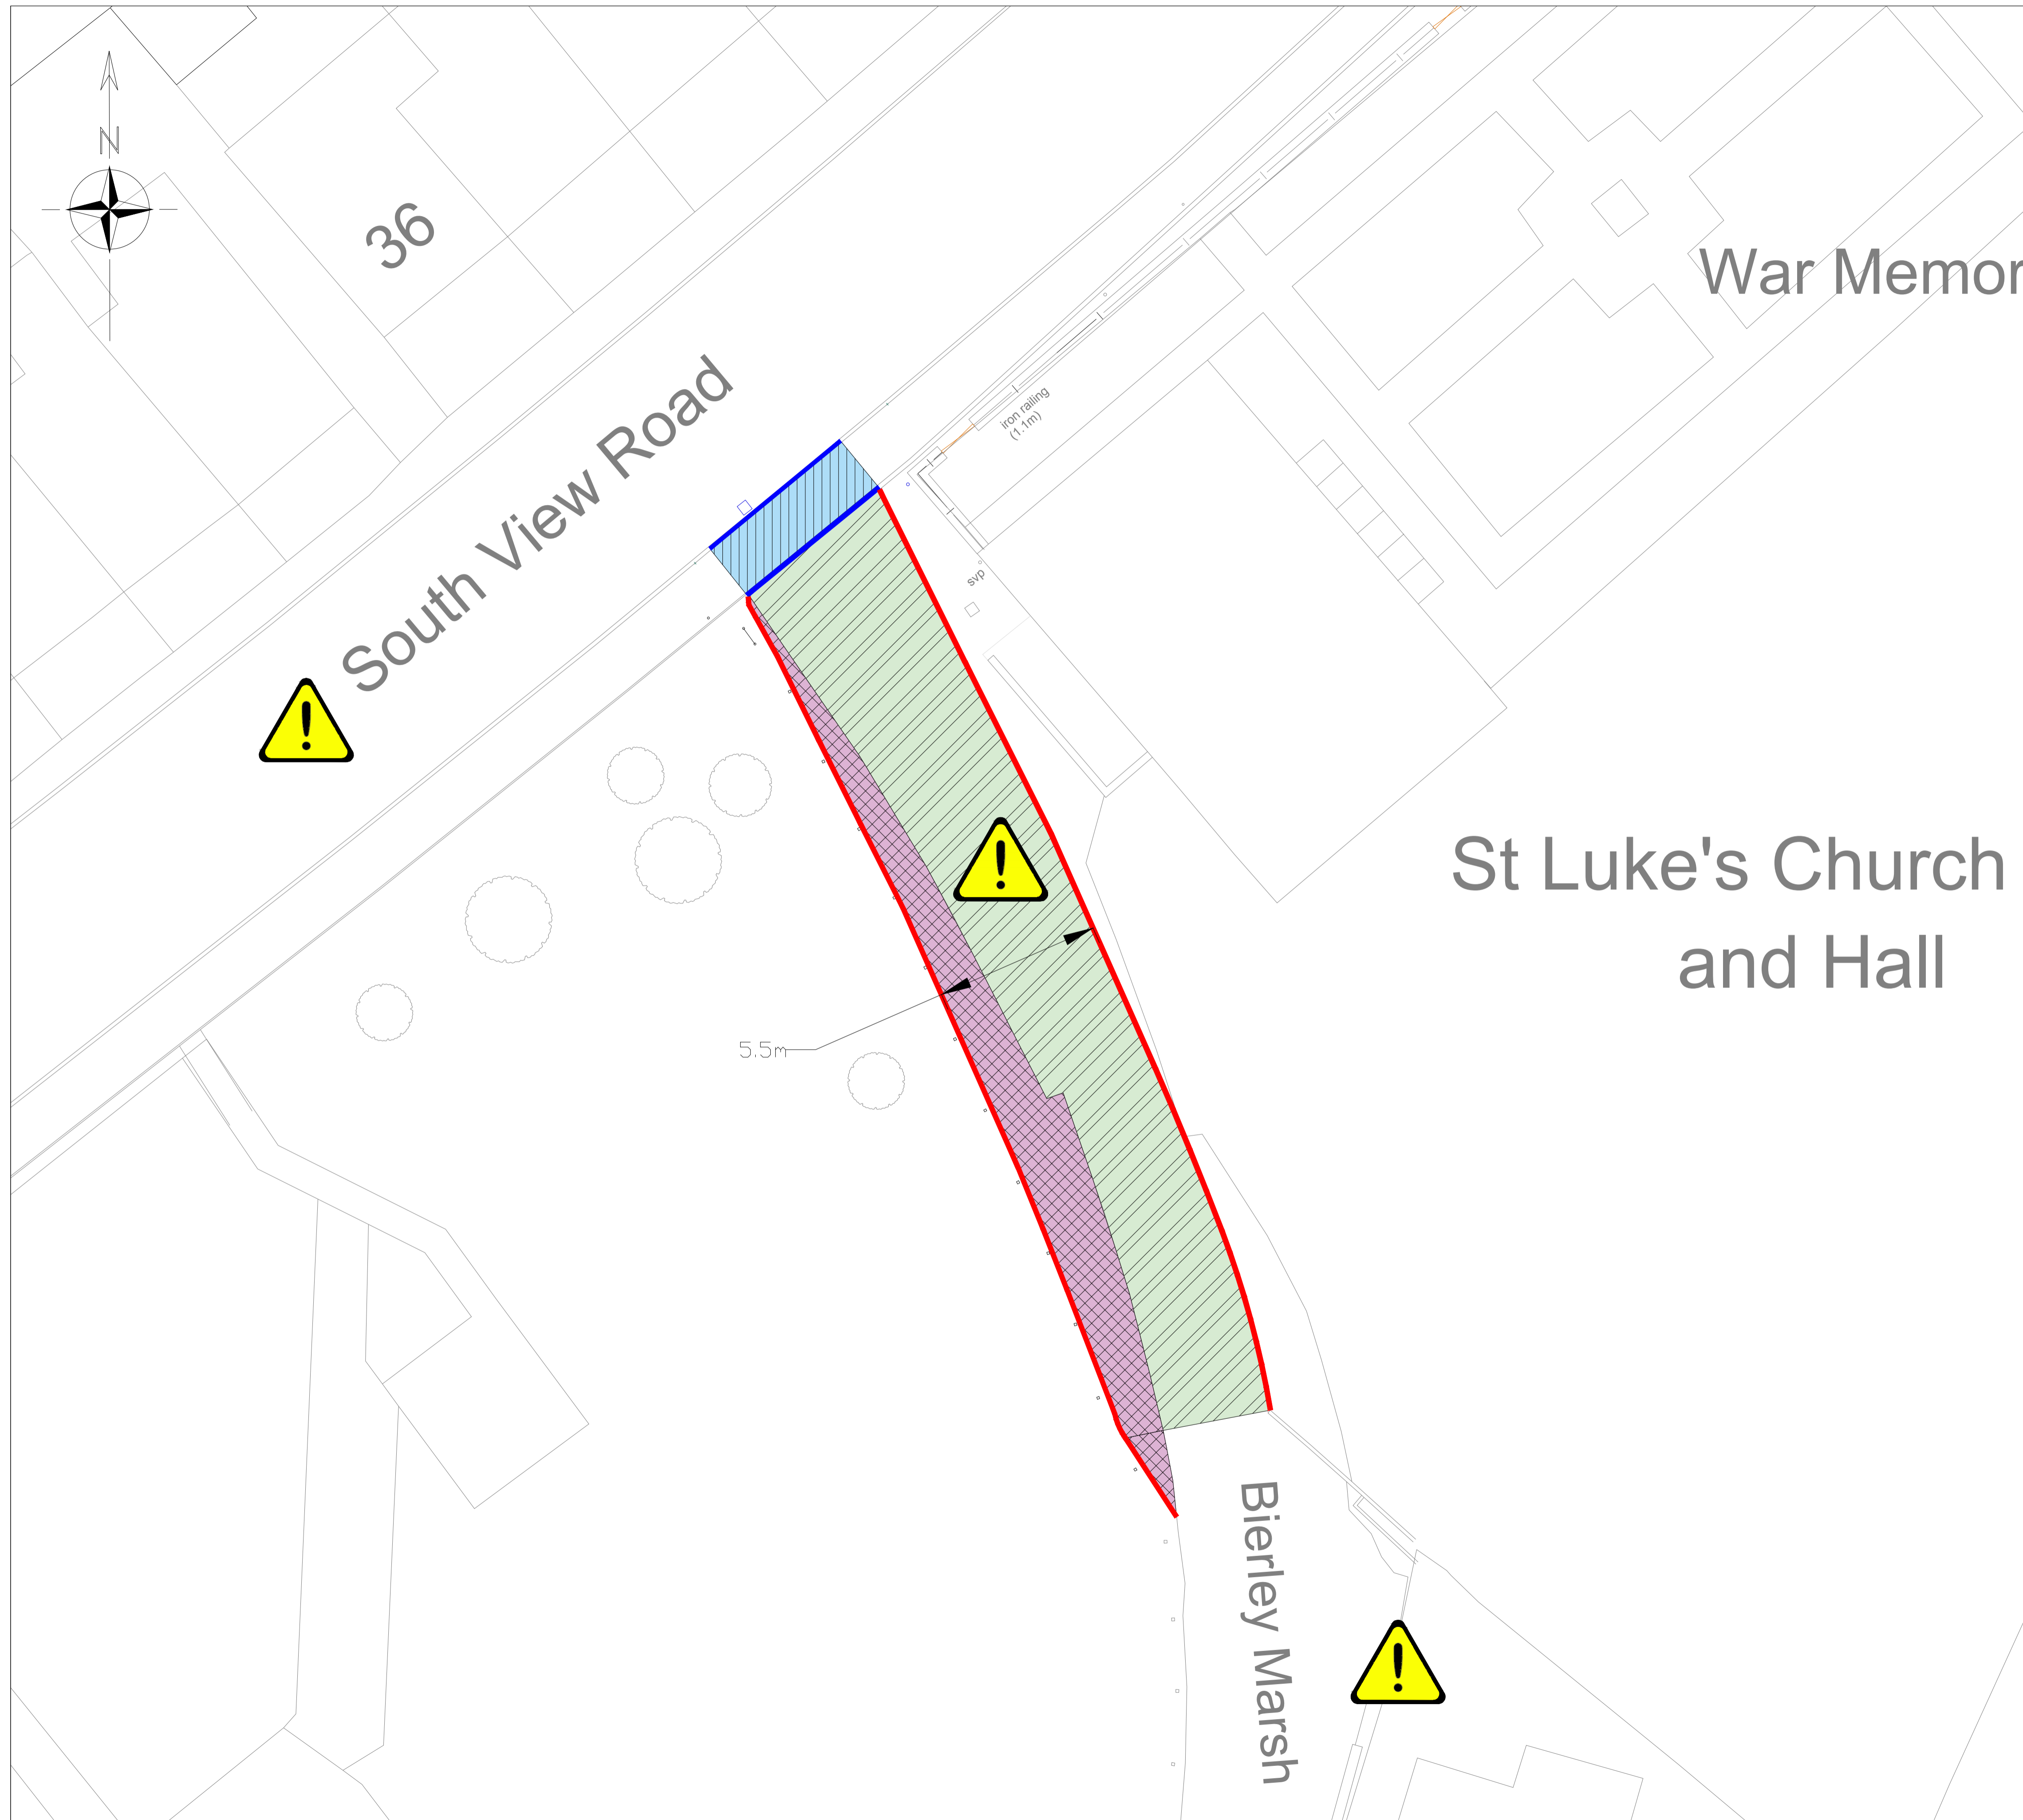 N
36
War Memor
South View Road
iron railing
(1.1m)
svp
St Luke's Church
and Hall
5.5m
Bierley Marsh